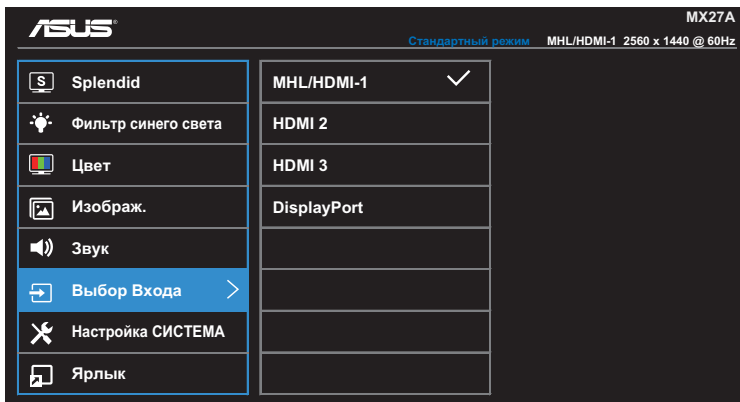 ASUS
MX27A
Стандартный режим MHL/HDMI-1 2560 x 1440 @ 60Hz
S Splendid
Фильтр синего света
Цвет
Изображ.
Звук
Выбор Входа
Настройка СИСТЕМА
Ярлык
MHL/HDMI-1
HDMI 2
HDMI 3
DisplayPort